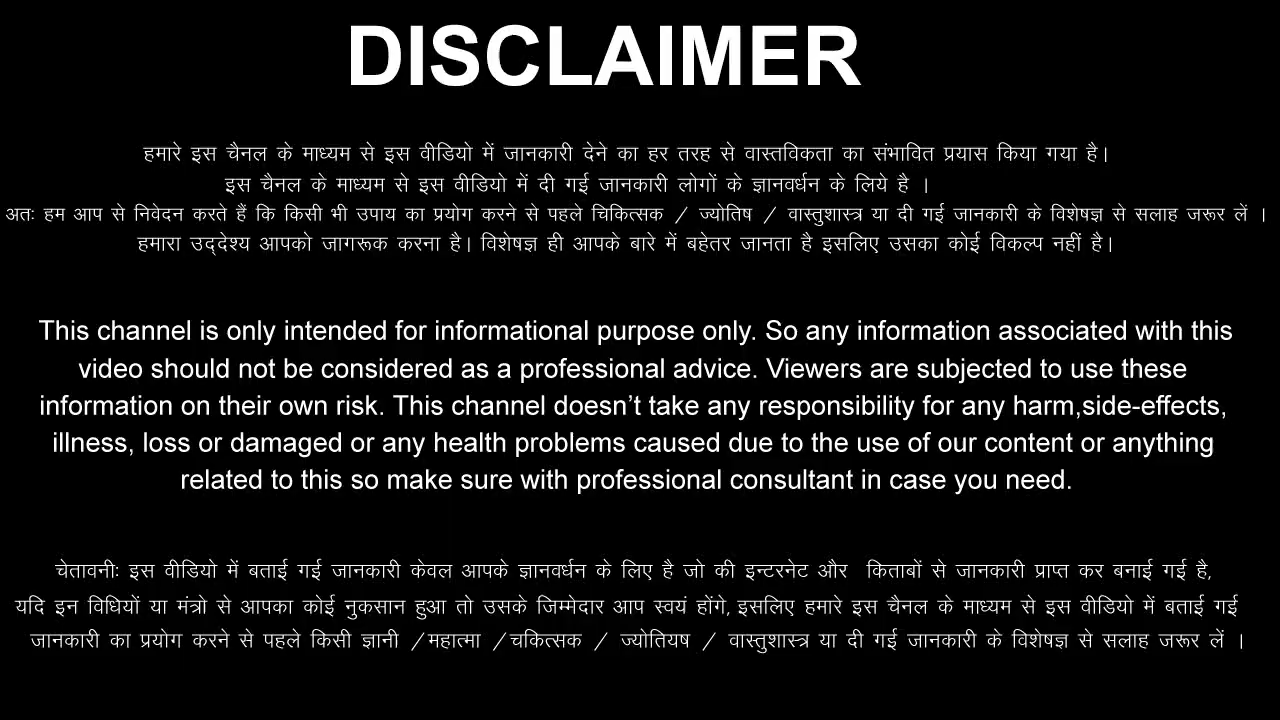 DISCLAIMER
हमारे इस चैनल के माध्यम से इस वीडियो में जानकारी देने का हर तरह से वास्तविकता का संभावित प्रयास किया गया है।
इस चैनल के माध्यम से इस वीडियो में दी गई जानकारी लोगों के ज्ञानवर्धन के लिये है ।
अतः हम आप से निवेदन करते हैं कि किसी भी उपाय का प्रयोग करने से पहले चिकित्सक / ज्योतिष / वास्तुशास्त्र या दी गई जानकारी के विशेषज्ञ से सलाह जरूर लें ।
हमारा उद्देश्य आपको जागरूक करना है। विशेषज्ञ ही आपके बारे में बहेतर जानता है इसलिए उसका कोई विकल्प नहीं है।
This channel is only intended for informational purpose only. So any information associated with this
video should not be considered as a professional advice. Viewers are subjected to use these
information on their own risk. This channel doesn’t take any responsibility for any harm,side-effects,
illness, loss or damaged or any health problems caused due to the use of our content or anything
related to this so make sure with professional consultant in case you need.
चेतावनीः इस वीडियो में बताई गई जानकारी केवल आपके ज्ञानवर्धन के लिए है जो की इन्टरनेट और किताबों से जानकारी प्राप्त कर बनाई गई है,
यदि इन विधियों या मंत्रो से आपका कोई नुकसान हुआ तो उसके जिम्मेदार आप स्वयं होंगे, इसलिए हमारे इस चैनल के माध्यम से इस वीडियो में बताई गई
जानकारी का प्रयोग करने से पहले किसी ज्ञानी /महात्मा /चकित्सक / ज्योतियष / वास्तुशास्त्र या दी गई जानकारी के विशेषज्ञ से सलाह जरूर लें ।